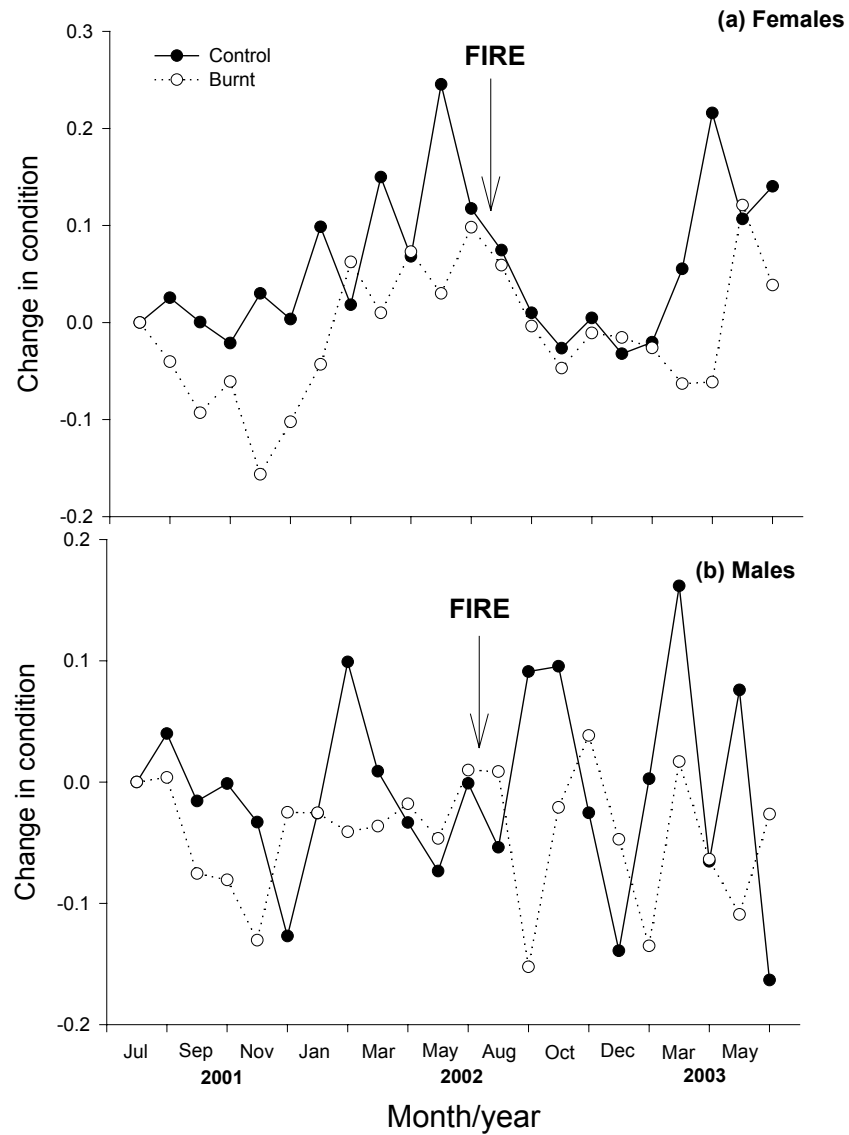 (a) Females
0.3
Control
Burnt
FIRE
0.2
0.1
0.0
-0.1
-0.2
Change in condition
0.2
(b) Males
FIRE
0.1
0.0
-0.1
-0.2
Change in condition
Jul Sep Nov Jan Mar May Aug Oct Dec Mar May
2001 2002 2003
Month/year